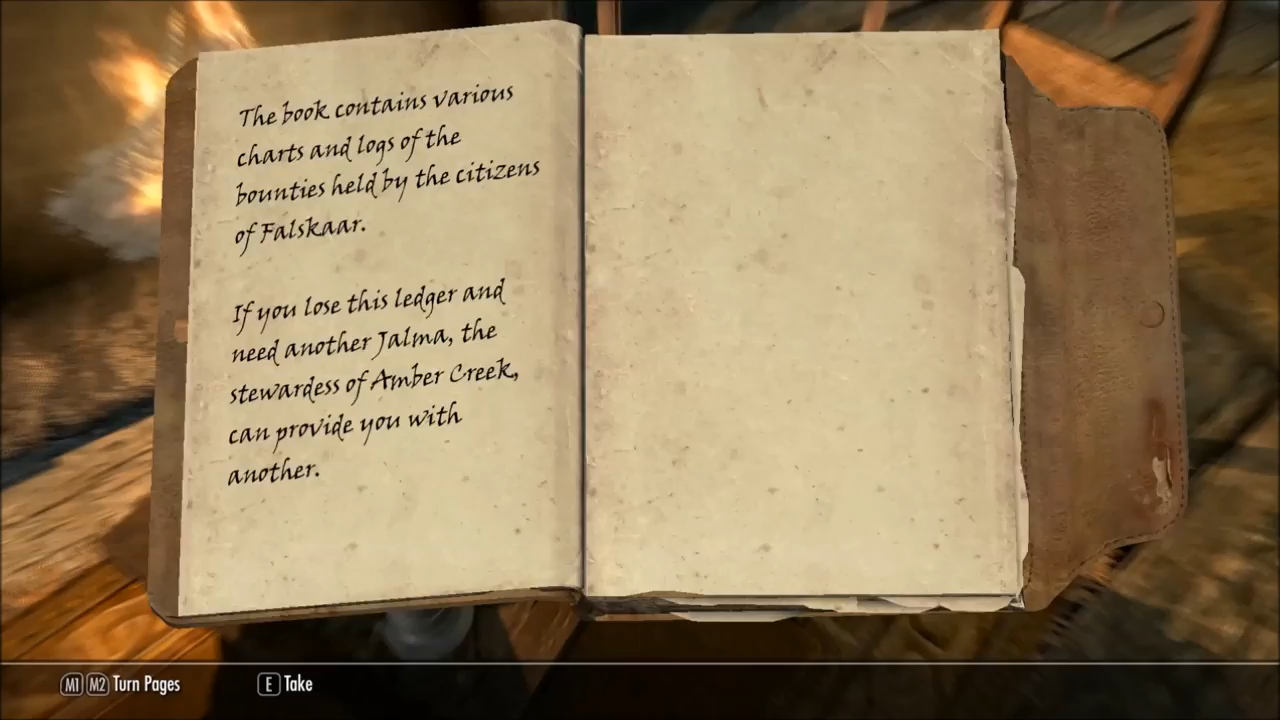 The book contains various
charts and logs of the
bounties held by the citizens
of Falskaar.
If you lose this ledger and
need another Jalma, the
stewardess of Amber Creek,
can provide you with
another.
M1 M2 Turn Pages E Take